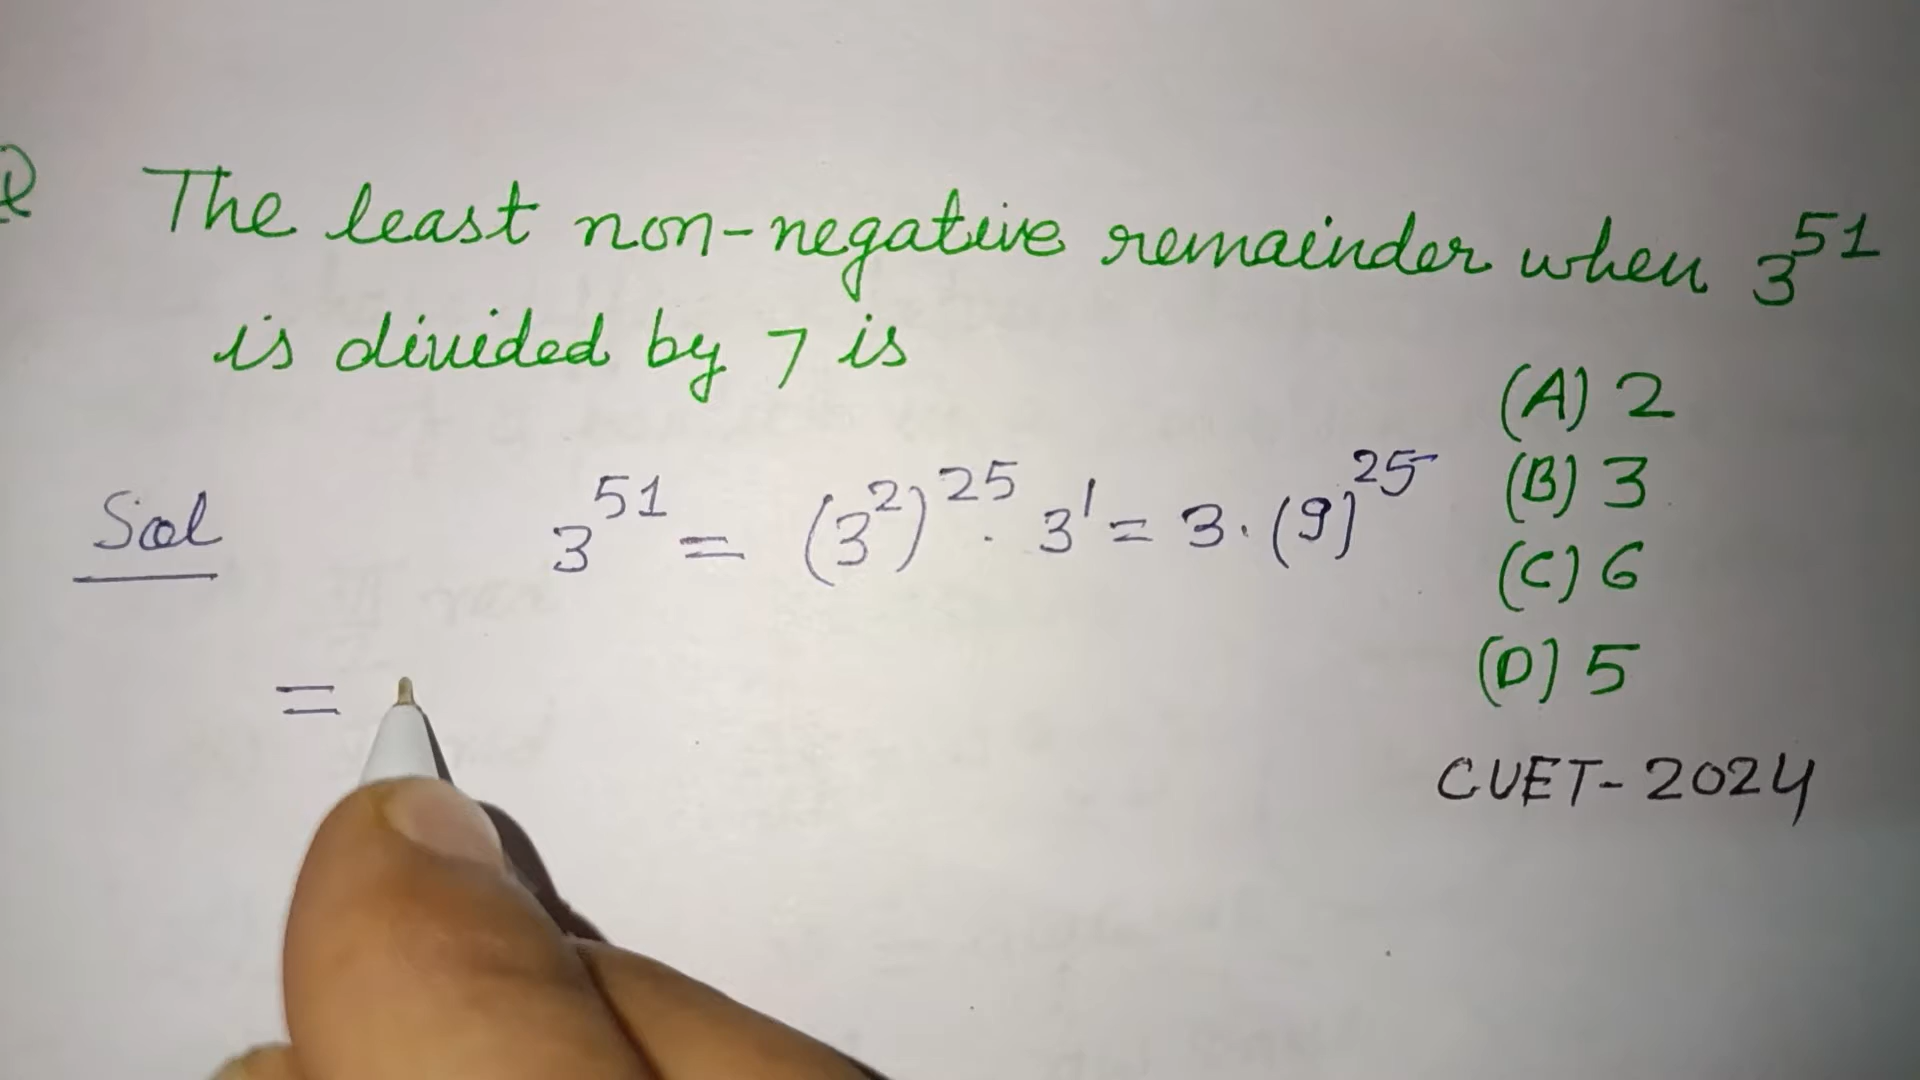 Q The least non-negative remainder when 3^51
is divided by 7 is
(A) 2
(B) 3
(C) 6
(D) 5
Sol 3^51 = (3^2)^25 . 3^1 = 3 . (9)^25
=
CUET-2024